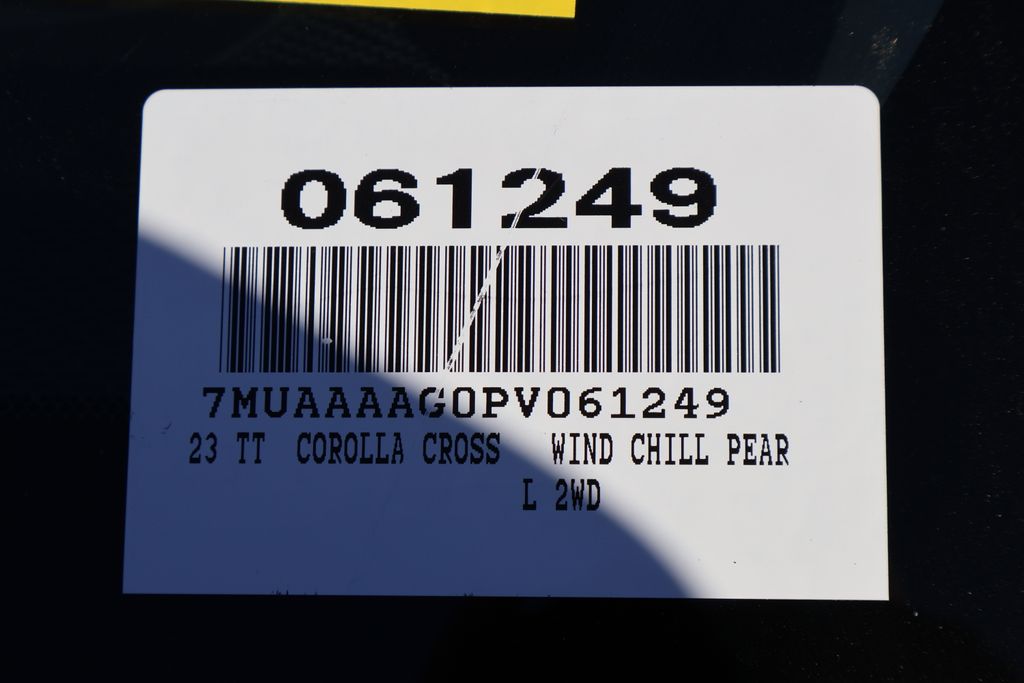 061249
7MUAAAAG0PV061249
23 TT COROLLA CROSS WIND CHILL PEAR
L 2WD